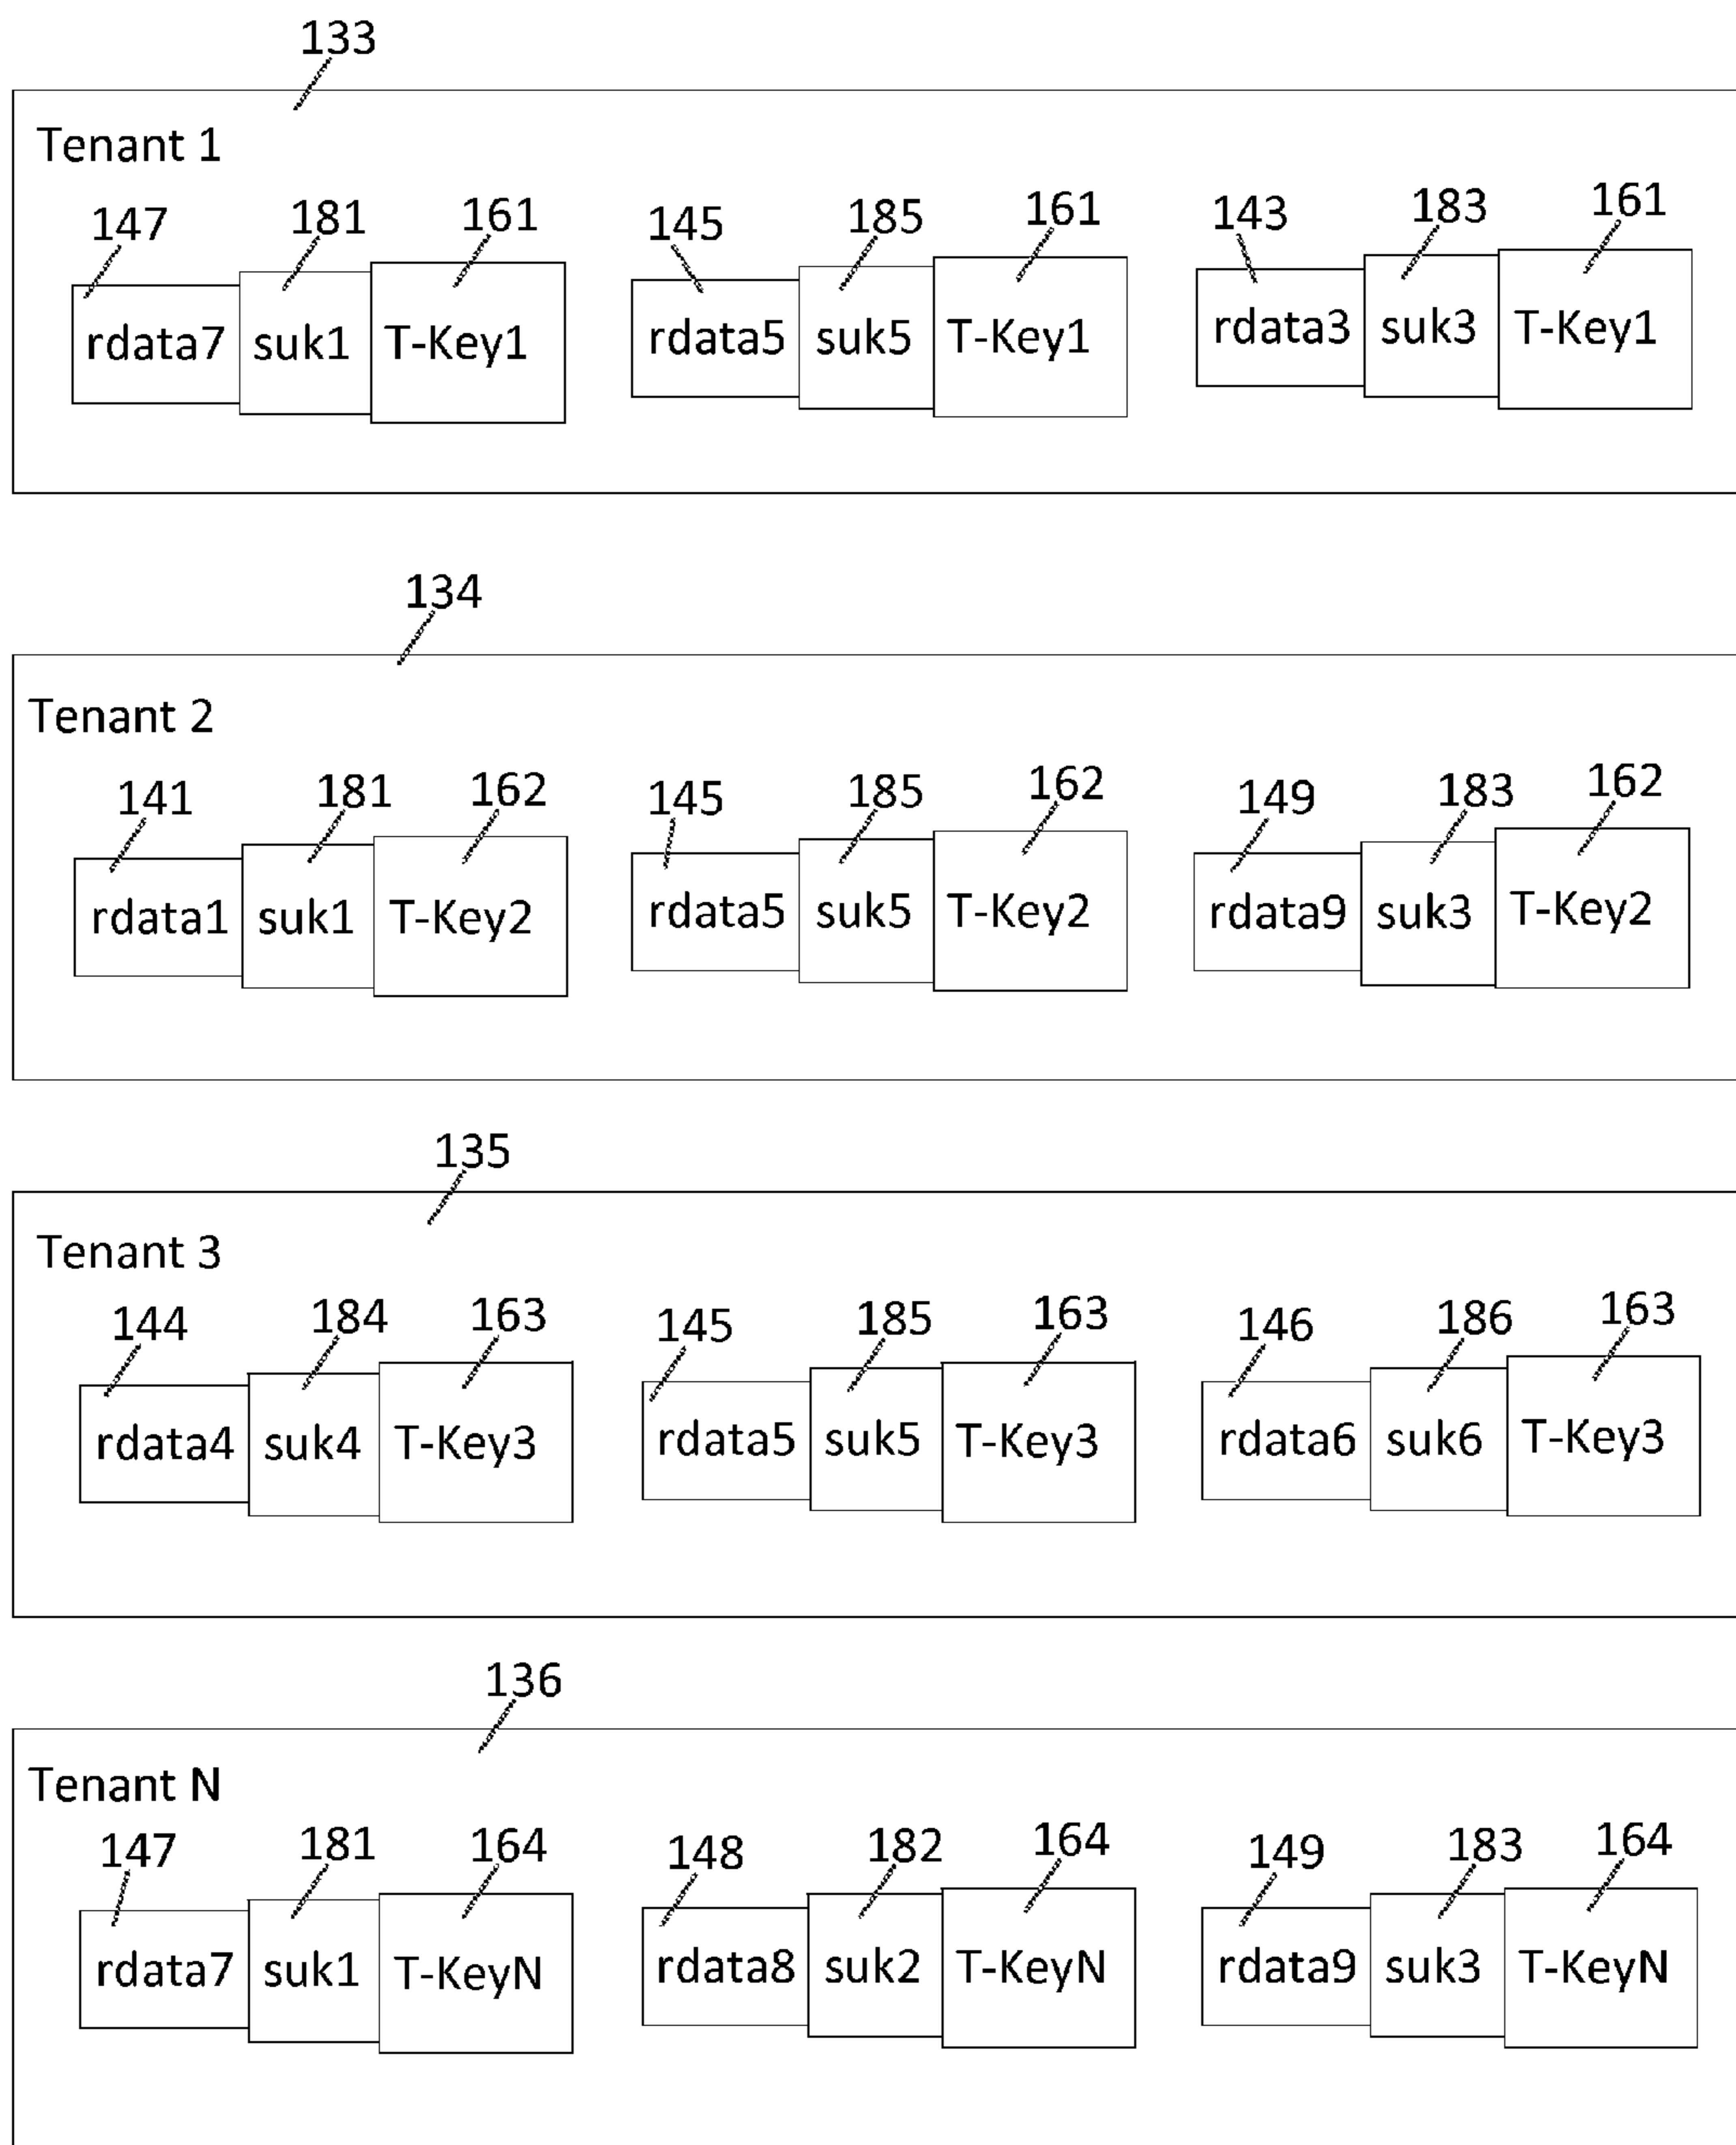 133
Tenant 1
147 181 161 145 185 161 143 183 161
rdata7 suk1 T-Key1 rdata5 suk5 T-Key1 rdata3 suk3 T-Key1
134
Tenant 2
141 181 162 145 185 162 149 183 162
rdata1 suk1 T-Key2 rdata5 suk5 T-Key2 rdata9 suk3 T-Key2
135
Tenant 3
144 184 163 145 185 163 146 186 163
rdata4 suk4 T-Key3 rdata5 suk5 T-Key3 rdata6 suk6 T-Key3
136
Tenant N
147 181 164 148 182 164 149 183 164
rdata7 suk1 T-KeyN rdata8 suk2 T-KeyN rdata9 suk3 T-KeyN